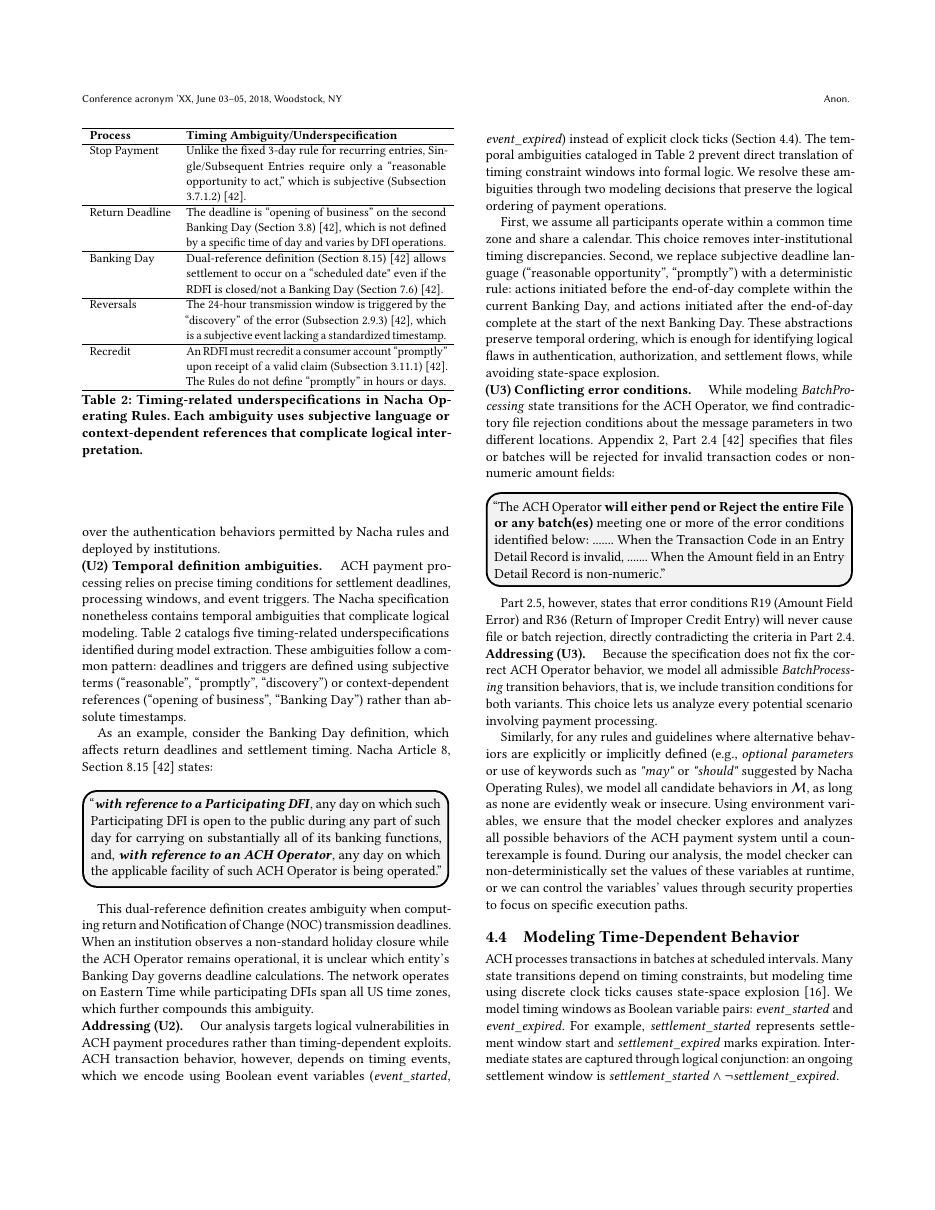 Conference acronym 'XX, June 03–05, 2018, Woodstock, NY
Anon.
Process Timing Ambiguity/Underspecification
Stop Payment Unlike the fixed 3-day rule for recurring entries, Sin-
gle/Subsequent Entries require only a “reasonable
opportunity to act,” which is subjective (Subsection
3.7.1.2) [42].
Return Deadline The deadline is “opening of business” on the second
Banking Day (Section 3.8) [42], which is not defined
by a specific time of day and varies by DFI operations.
Banking Day Dual-reference definition (Section 8.15) [42] allows
settlement to occur on a “scheduled date" even if the
RDFI is closed/not a Banking Day (Section 7.6) [42].
Reversals The 24-hour transmission window is triggered by the
“discovery” of the error (Subsection 2.9.3) [42], which
is a subjective event lacking a standardized timestamp.
Recredit An RDFI must recredit a consumer account “promptly”
upon receipt of a valid claim (Subsection 3.11.1) [42].
The Rules do not define “promptly” in hours or days.
Table 2: Timing-related underspecifications in Nacha Op-
erating Rules. Each ambiguity uses subjective language or
context-dependent references that complicate logical inter-
pretation.
over the authentication behaviors permitted by Nacha rules and
deployed by institutions.
(U2) Temporal definition ambiguities. ACH payment pro-
cessing relies on precise timing conditions for settlement deadlines,
processing windows, and event triggers. The Nacha specification
nonetheless contains temporal ambiguities that complicate logical
modeling. Table 2 catalogs five timing-related underspecifications
identified during model extraction. These ambiguities follow a com-
mon pattern: deadlines and triggers are defined using subjective
terms (“reasonable”, “promptly”, “discovery”) or context-dependent
references (“opening of business”, “Banking Day”) rather than ab-
solute timestamps.
As an example, consider the Banking Day definition, which
affects return deadlines and settlement timing. Nacha Article 8,
Section 8.15 [42] states:
“with reference to a Participating DFI, any day on which such
Participating DFI is open to the public during any part of such
day for carrying on substantially all of its banking functions,
and, with reference to an ACH Operator, any day on which
the applicable facility of such ACH Operator is being operated.”
This dual-reference definition creates ambiguity when comput-
ing return and Notification of Change (NOC) transmission deadlines.
When an institution observes a non-standard holiday closure while
the ACH Operator remains operational, it is unclear which entity's
Banking Day governs deadline calculations. The network operates
on Eastern Time while participating DFIs span all US time zones,
which further compounds this ambiguity.
Addressing (U2). Our analysis targets logical vulnerabilities in
ACH payment procedures rather than timing-dependent exploits.
ACH transaction behavior, however, depends on timing events,
which we encode using Boolean event variables (event_started,
event_expired) instead of explicit clock ticks (Section 4.4). The tem-
poral ambiguities cataloged in Table 2 prevent direct translation of
timing constraint windows into formal logic. We resolve these am-
biguities through two modeling decisions that preserve the logical
ordering of payment operations.
First, we assume all participants operate within a common time
zone and share a calendar. This choice removes inter-institutional
timing discrepancies. Second, we replace subjective deadline lan-
guage (“reasonable opportunity”, “promptly”) with a deterministic
rule: actions initiated before the end-of-day complete within the
current Banking Day, and actions initiated after the end-of-day
complete at the start of the next Banking Day. These abstractions
preserve temporal ordering, which is enough for identifying logical
flaws in authentication, authorization, and settlement flows, while
avoiding state-space explosion.
(U3) Conflicting error conditions. While modeling BatchPro-
cessing state transitions for the ACH Operator, we find contradic-
tory file rejection conditions about the message parameters in two
different locations. Appendix 2, Part 2.4 [42] specifies that files
or batches will be rejected for invalid transaction codes or non-
numeric amount fields:
“The ACH Operator will either pend or Reject the entire File
or any batch(es) meeting one or more of the error conditions
identified below: ....... When the Transaction Code in an Entry
Detail Record is invalid, ....... When the Amount field in an Entry
Detail Record is non-numeric.”
Part 2.5, however, states that error conditions R19 (Amount Field
Error) and R36 (Return of Improper Credit Entry) will never cause
file or batch rejection, directly contradicting the criteria in Part 2.4.
Addressing (U3). Because the specification does not fix the cor-
rect ACH Operator behavior, we model all admissible BatchProcess-
ing transition behaviors, that is, we include transition conditions for
both variants. This choice lets us analyze every potential scenario
involving payment processing.
Similarly, for any rules and guidelines where alternative behav-
iors are explicitly or implicitly defined (e.g., optional parameters
or use of keywords such as "may" or "should" suggested by Nacha
Operating Rules), we model all candidate behaviors in M, as long
as none are evidently weak or insecure. Using environment vari-
ables, we ensure that the model checker explores and analyzes
all possible behaviors of the ACH payment system until a coun-
terexample is found. During our analysis, the model checker can
non-deterministically set the values of these variables at runtime,
or we can control the variables' values through security properties
to focus on specific execution paths.
4.4 Modeling Time-Dependent Behavior
ACH processes transactions in batches at scheduled intervals. Many
state transitions depend on timing constraints, but modeling time
using discrete clock ticks causes state-space explosion [16]. We
model timing windows as Boolean variable pairs: event_started and
event_expired. For example, settlement_started represents settle-
ment window start and settlement_expired marks expiration. Inter-
mediate states are captured through logical conjunction: an ongoing
settlement window is settlement_started ∧ ¬settlement_expired.